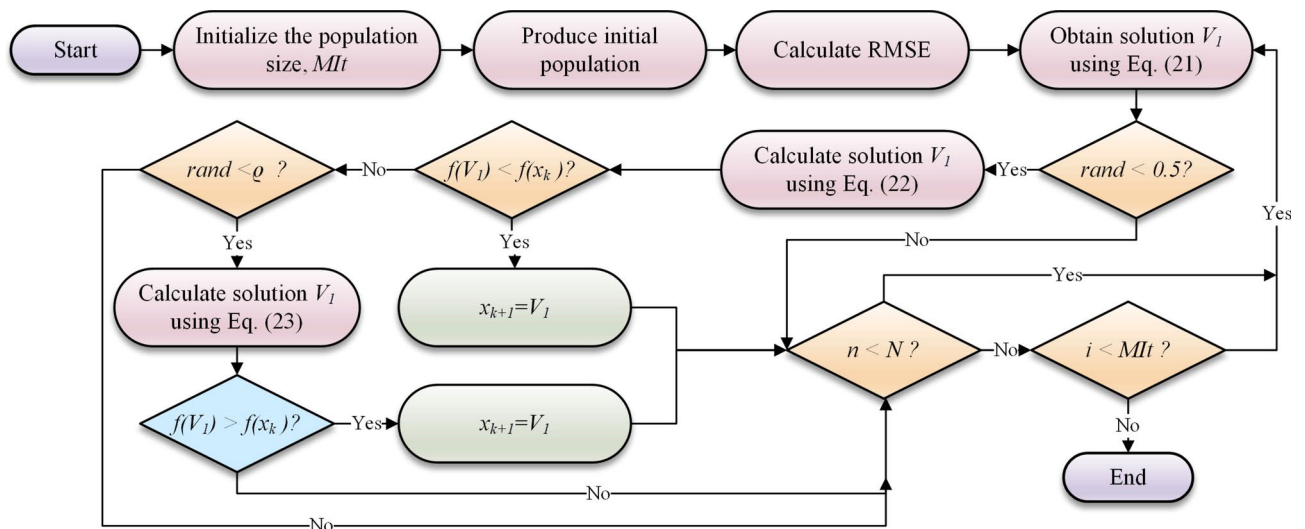 Start
Initialize the population
size, MIt
Produce initial
population
Calculate RMSE
Obtain solution V₁
using Eq. (21)
rand < ϱ ?
No
f(V₁) < f(xₖ)?
Calculate solution V₁
using Eq. (22)
Yes
rand < 0.5?
Yes
Yes
Yes
No
Calculate solution V₁
using Eq. (23)
xₖ₊₁=V₁
Yes
n < N ?
No
i < MIt ?
f(V₁) > f(xₖ)?
Yes
xₖ₊₁=V₁
No
End
No
No